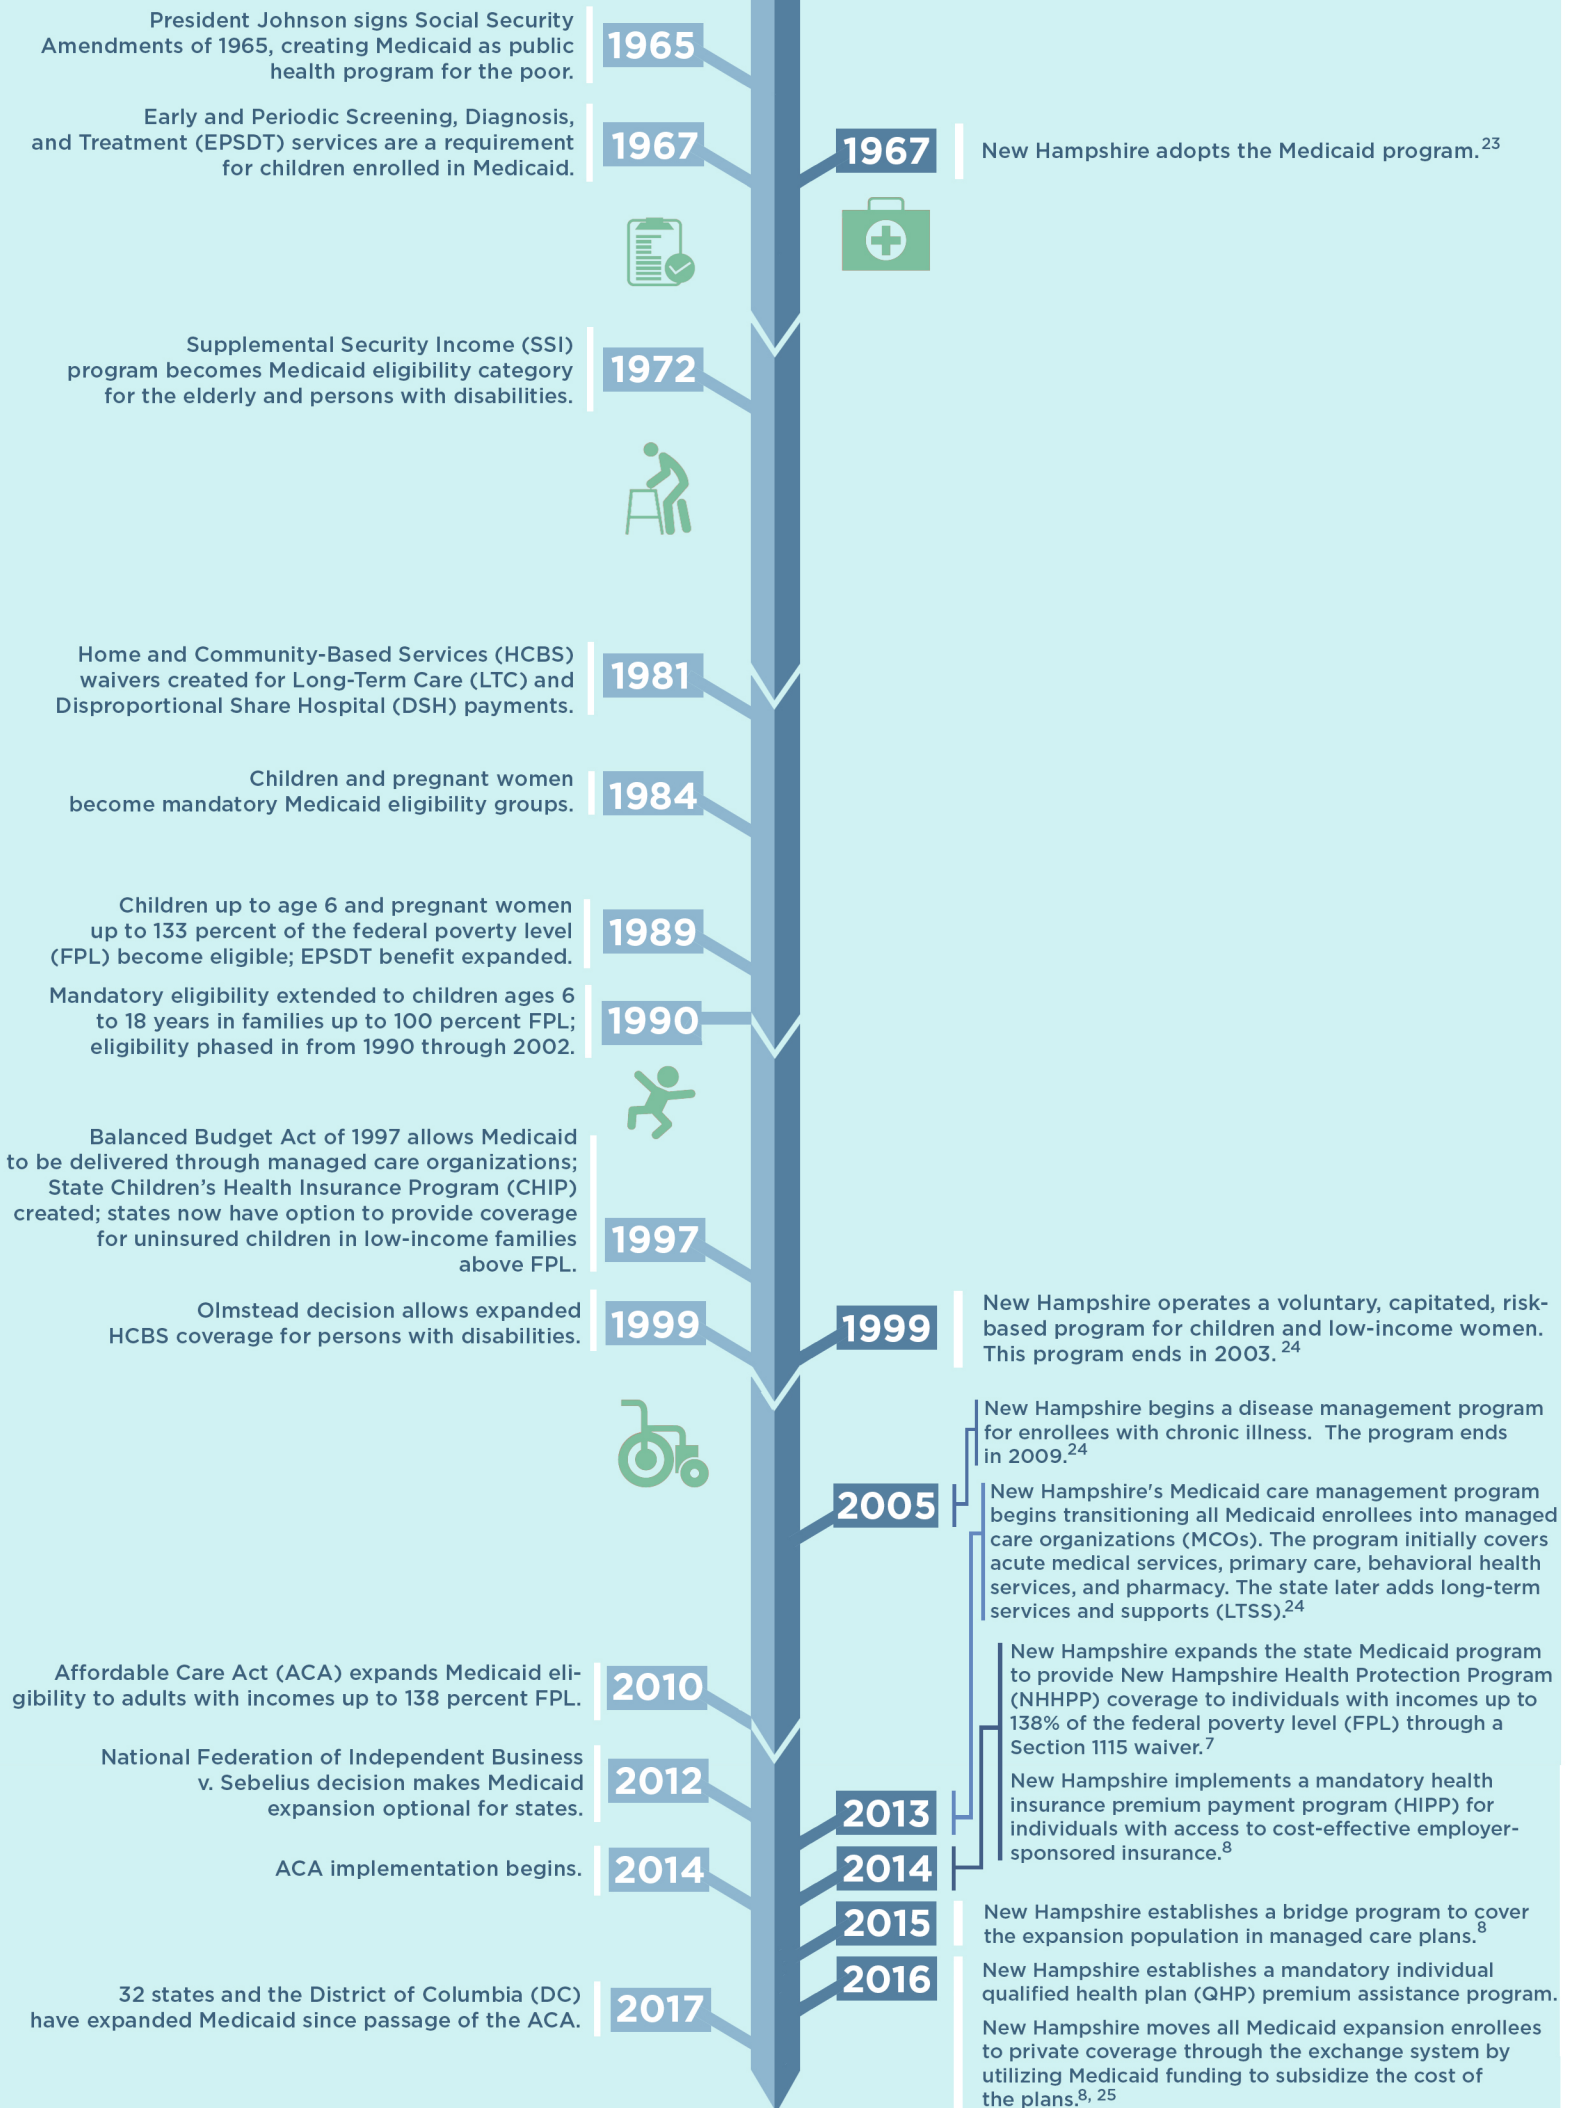 President Johnson signs Social Security
Amendments of 1965, creating Medicaid as public
health program for the poor.
1965
Early and Periodic Screening, Diagnosis,
and Treatment (EPSDT) services are a requirement
for children enrolled in Medicaid.
1967
1967
New Hampshire adopts the Medicaid program.23
Supplemental Security Income (SSI)
program becomes Medicaid eligibility category
for the elderly and persons with disabilities.
1972
Home and Community-Based Services (HCBS)
waivers created for Long-Term Care (LTC) and
Disproportional Share Hospital (DSH) payments.
1981
Children and pregnant women
become mandatory Medicaid eligibility groups.
1984
Children up to age 6 and pregnant women
up to 133 percent of the federal poverty level
(FPL) become eligible; EPSDT benefit expanded.
1989
Mandatory eligibility extended to children ages 6
to 18 years in families up to 100 percent FPL;
eligibility phased in from 1990 through 2002.
1990
Balanced Budget Act of 1997 allows Medicaid
to be delivered through managed care organizations;
State Children's Health Insurance Program (CHIP)
created; states now have option to provide coverage
for uninsured children in low-income families
above FPL.
1997
Olmstead decision allows expanded
HCBS coverage for persons with disabilities.
1999
1999
New Hampshire operates a voluntary, capitated, risk-
based program for children and low-income women.
This program ends in 2003. 24
New Hampshire begins a disease management program
for enrollees with chronic illness.  The program ends
in 2009.24
2005
New Hampshire's Medicaid care management program
begins transitioning all Medicaid enrollees into managed
care organizations (MCOs). The program initially covers
acute medical services, primary care, behavioral health
services, and pharmacy. The state later adds long-term
services and supports (LTSS).24
Affordable Care Act (ACA) expands Medicaid eli-
gibility to adults with incomes up to 138 percent FPL.
2010
New Hampshire expands the state Medicaid program
to provide New Hampshire Health Protection Program
(NHHPP) coverage to individuals with incomes up to
138% of the federal poverty level (FPL) through a
Section 1115 waiver.7
National Federation of Independent Business
v. Sebelius decision makes Medicaid
expansion optional for states.
2012
2013
New Hampshire implements a mandatory health
insurance premium payment program (HIPP) for
individuals with access to cost-effective employer-
sponsored insurance.8
ACA implementation begins.
2014
2014
2015
New Hampshire establishes a bridge program to cover
the expansion population in managed care plans.8
2016
New Hampshire establishes a mandatory individual
qualified health plan (QHP) premium assistance program.
32 states and the District of Columbia (DC)
have expanded Medicaid since passage of the ACA.
2017
New Hampshire moves all Medicaid expansion enrollees
to private coverage through the exchange system by
utilizing Medicaid funding to subsidize the cost of
the plans.8, 25